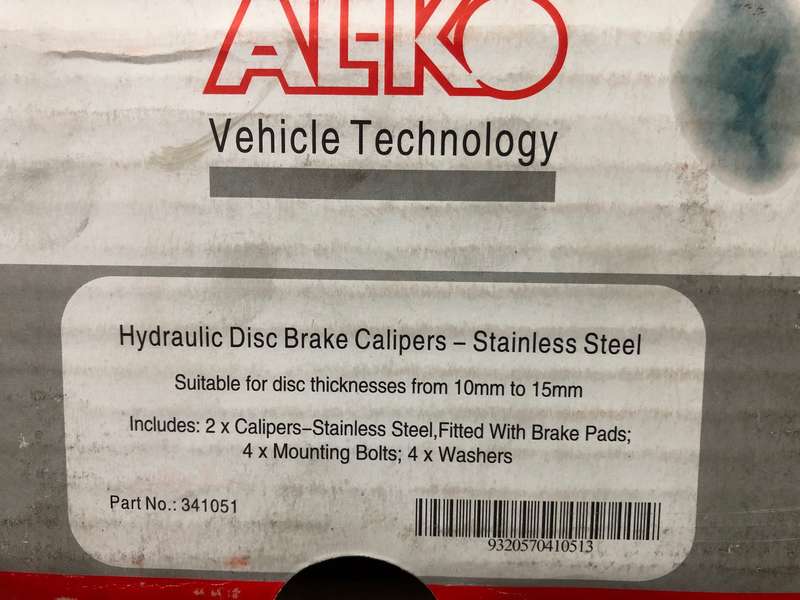 AL-KO
Vehicle Technology
Hydraulic Disc Brake Calipers – Stainless Steel
Suitable for disc thicknesses from 10mm to 15mm
Includes: 2 x Calipers–Stainless Steel,Fitted With Brake Pads;
4 x Mounting Bolts; 4 x Washers
Part No.: 341051
9320570410513